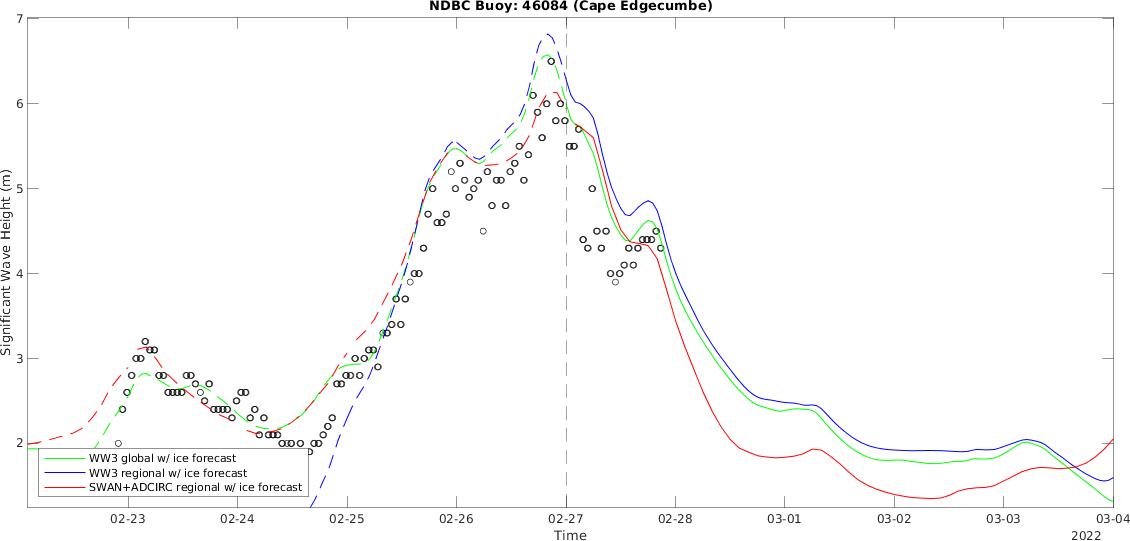 NDBC Buoy: 46084 (Cape Edgecumbe)
7
6
5
4
3
2
Significant Wave Height (m)
WW3 global w/ ice forecast
WW3 regional w/ ice forecast
SWAN+ADCIRC regional w/ ice forecast
02-23 02-24 02-25 02-26 02-27 02-28 03-01 03-02 03-03 03-04
Time
2022